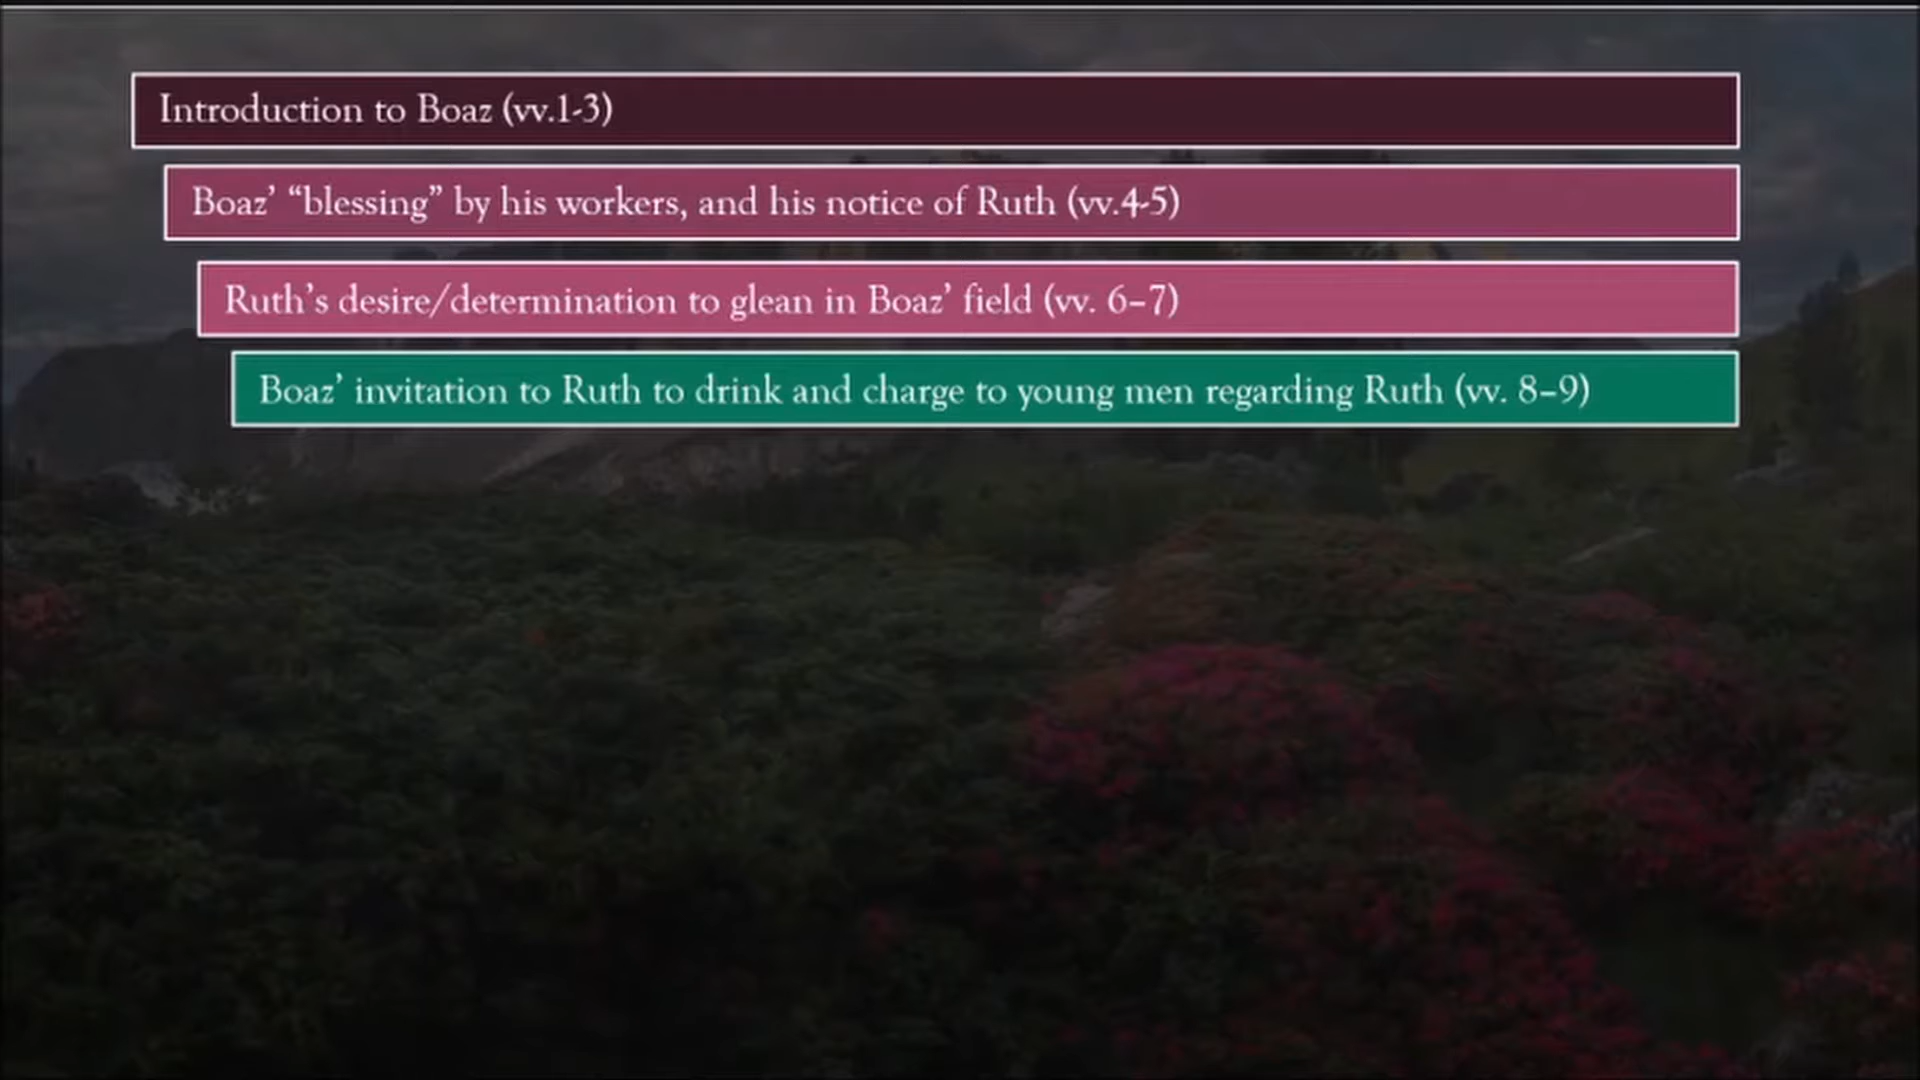 Introduction to Boaz (vv.1-3)
Boaz’ “blessing” by his workers, and his notice of Ruth (vv.4-5)
Ruth’s desire/determination to glean in Boaz’ field (vv. 6–7)
Boaz’ invitation to Ruth to drink and charge to young men regarding Ruth (vv. 8–9)